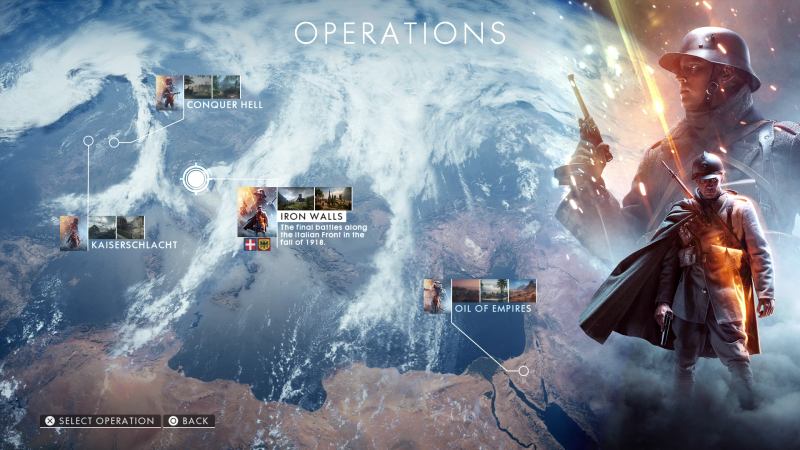 OPERATIONS
CONQUER HELL
IRON WALLS
The final battles along
the Italian Front in the
fall of 1918.
KAISERSCHLACHT
OIL OF EMPIRES
SELECT OPERATION BACK